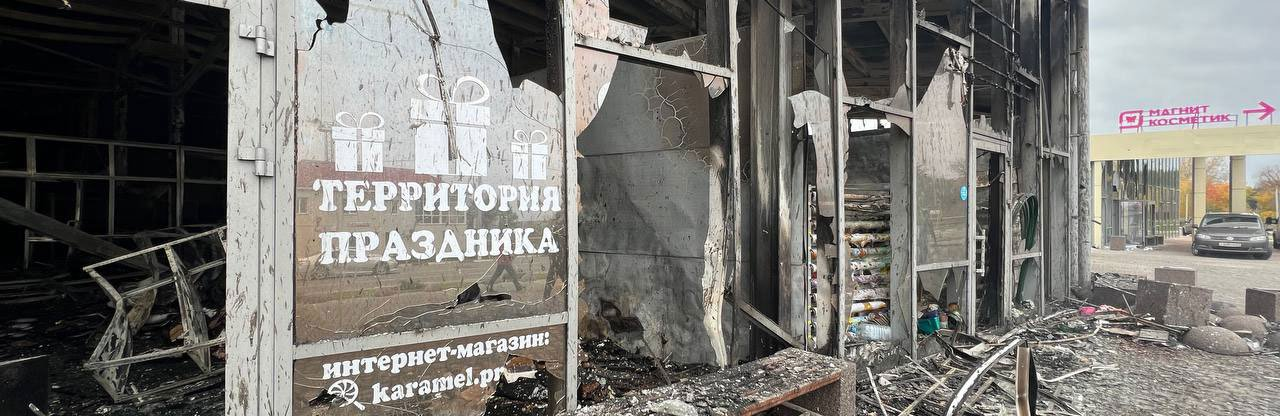 ТЕРРИТОРИЯ
ПРАЗДНИКА
интернет-магазин:
karamel.pr
МАГНИТ
КОСМЕТИК